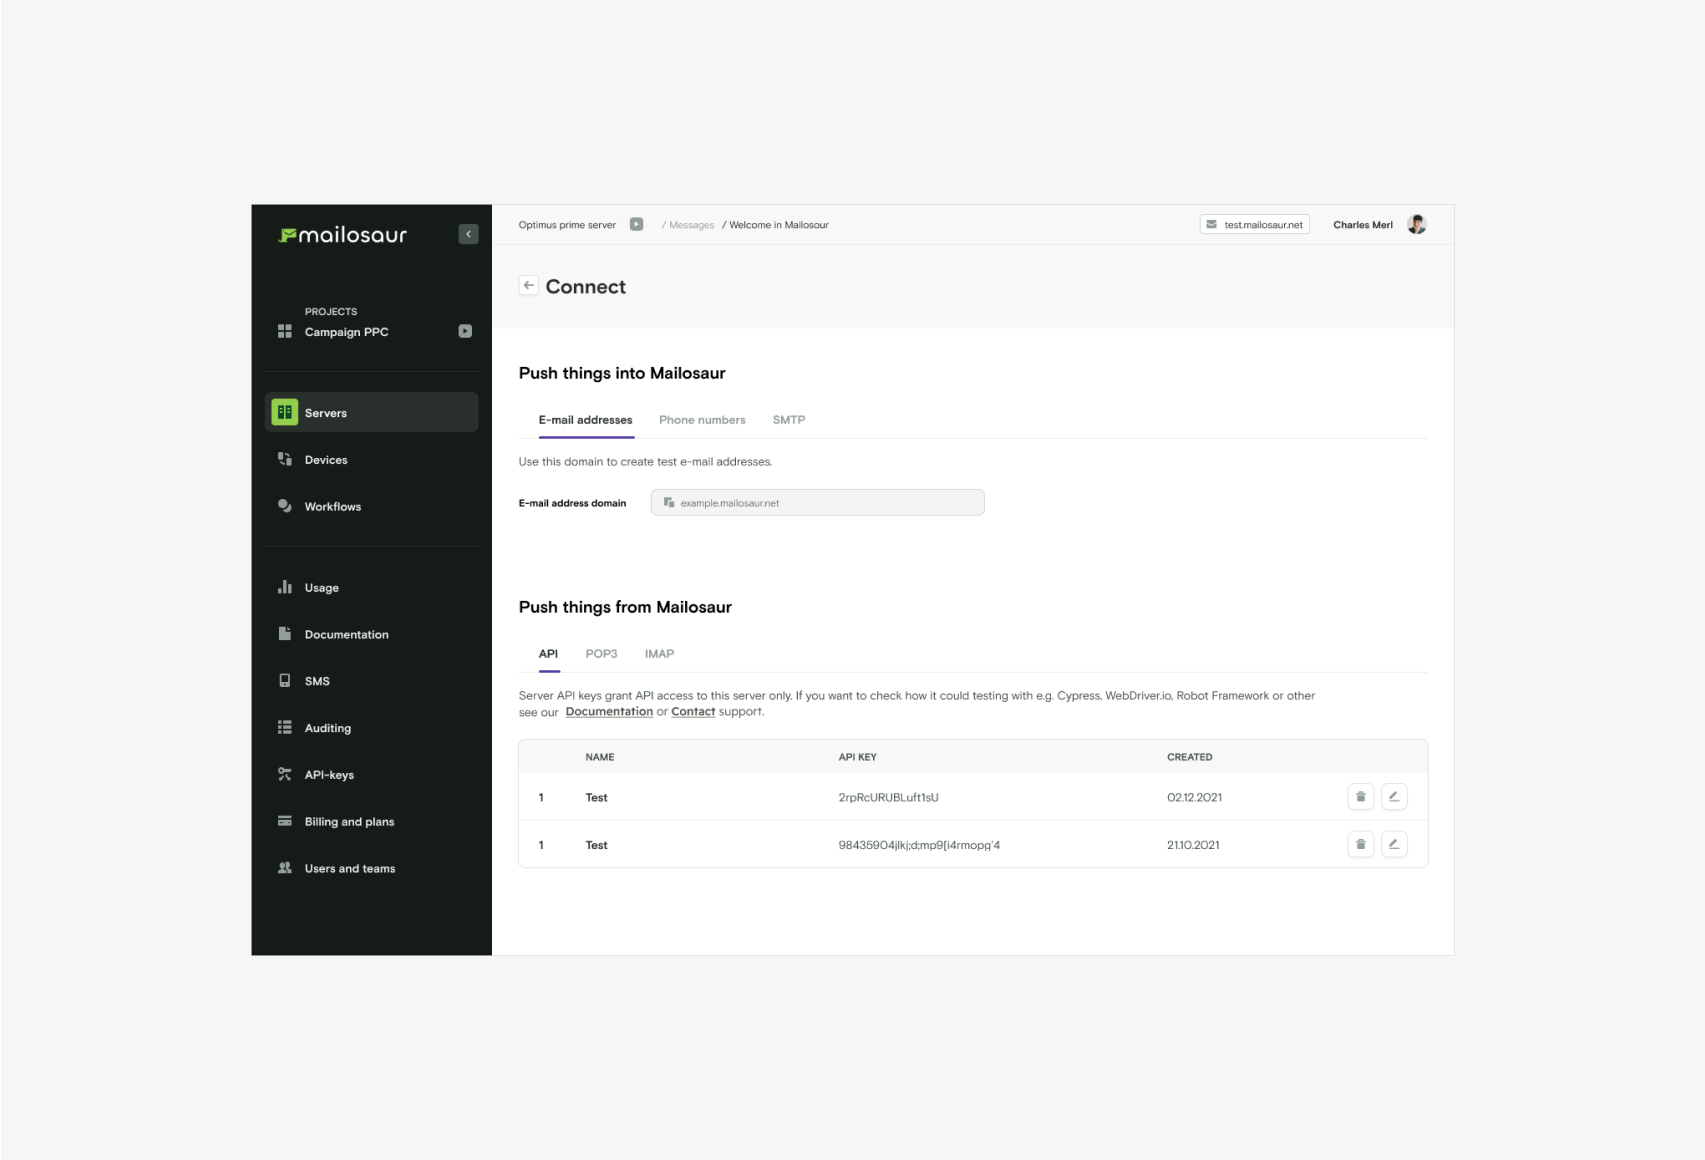 mailosaur
Optimus prime server / Messages / Welcome in Mailosaur
test.mailosaur.net
Charles Merl
PROJECTS
Campaign PPC
Servers
Devices
Workflows
Usage
Documentation
SMS
Auditing
API-keys
Billing and plans
Users and teams
Connect
Push things into Mailosaur
E-mail addresses Phone numbers SMTP
Use this domain to create test e-mail addresses.
E-mail address domain example.mailosaur.net
Push things from Mailosaur
API POP3 IMAP
Server API keys grant API access to this server only. If you want to check how it could testing with e.g. Cypress, WebDriver.io, Robot Framework or other
see our Documentation or Contact support.
NAME API KEY CREATED
1 Test 2rpRcURUBLuft1sU 02.12.2021
1 Test 98435904jlkj;d;mp9[i4rmopg'4 21.10.2021